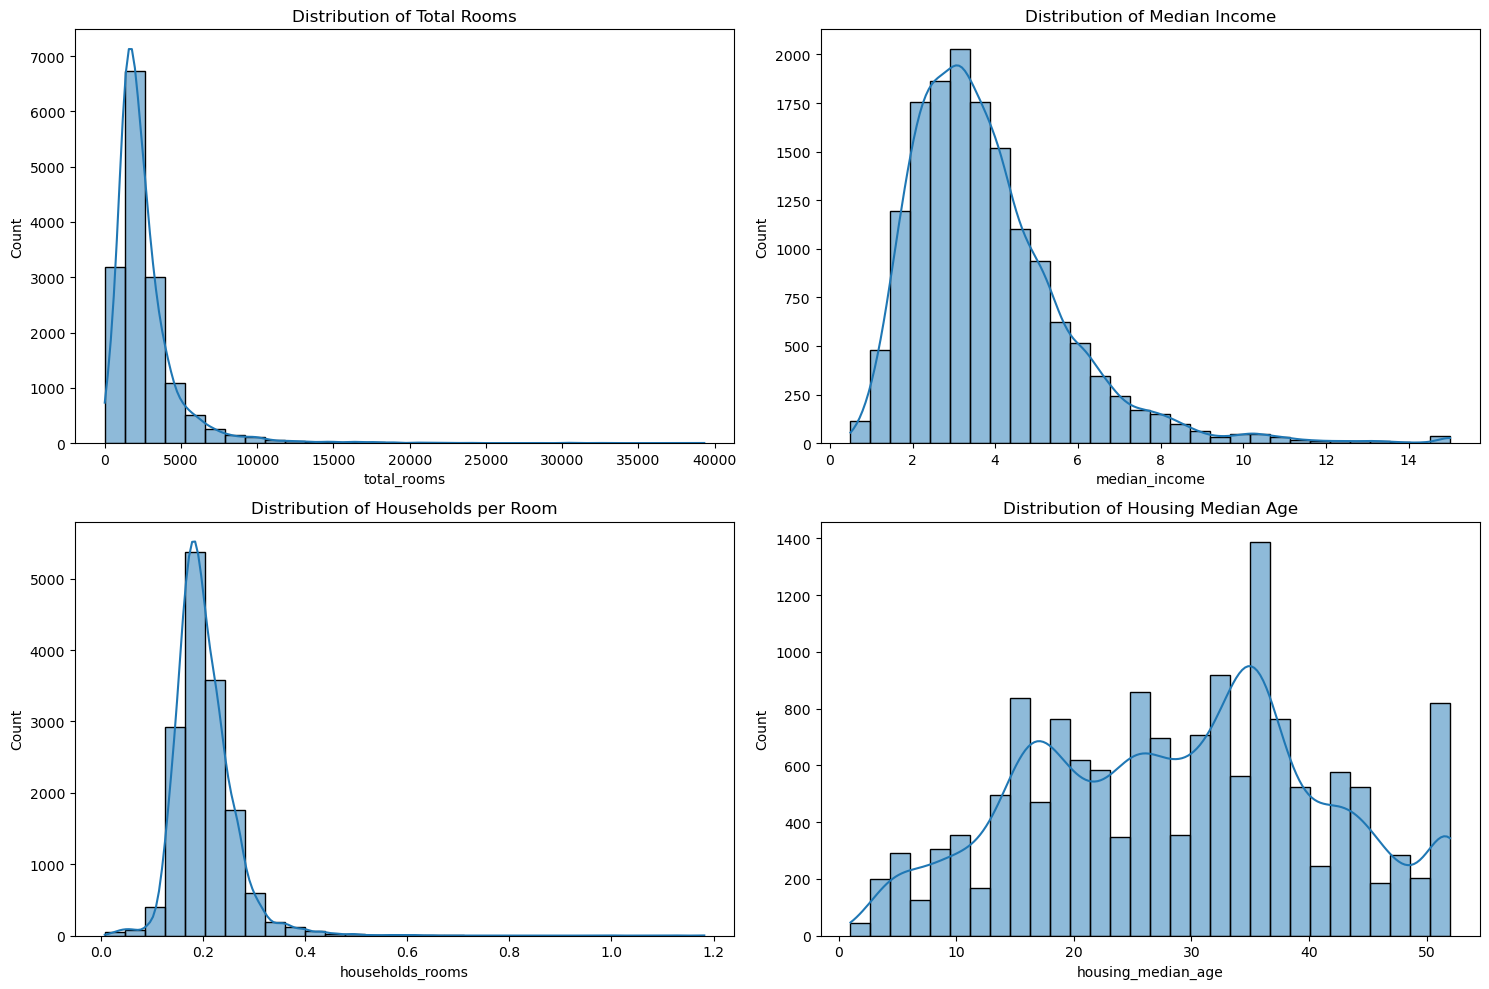 Distribution of Total Rooms
Count
7000
6000
5000
4000
3000
2000
1000
0
0 5000 10000 15000 20000 25000 30000 35000 40000
total_rooms
Distribution of Median Income
Count
2000
1750
1500
1250
1000
750
500
250
0
0 2 4 6 8 10 12 14
median_income
Distribution of Households per Room
Count
5000
4000
3000
2000
1000
0
0.0 0.2 0.4 0.6 0.8 1.0 1.2
households_rooms
Distribution of Housing Median Age
Count
1400
1200
1000
800
600
400
200
0
0 10 20 30 40 50
housing_median_age